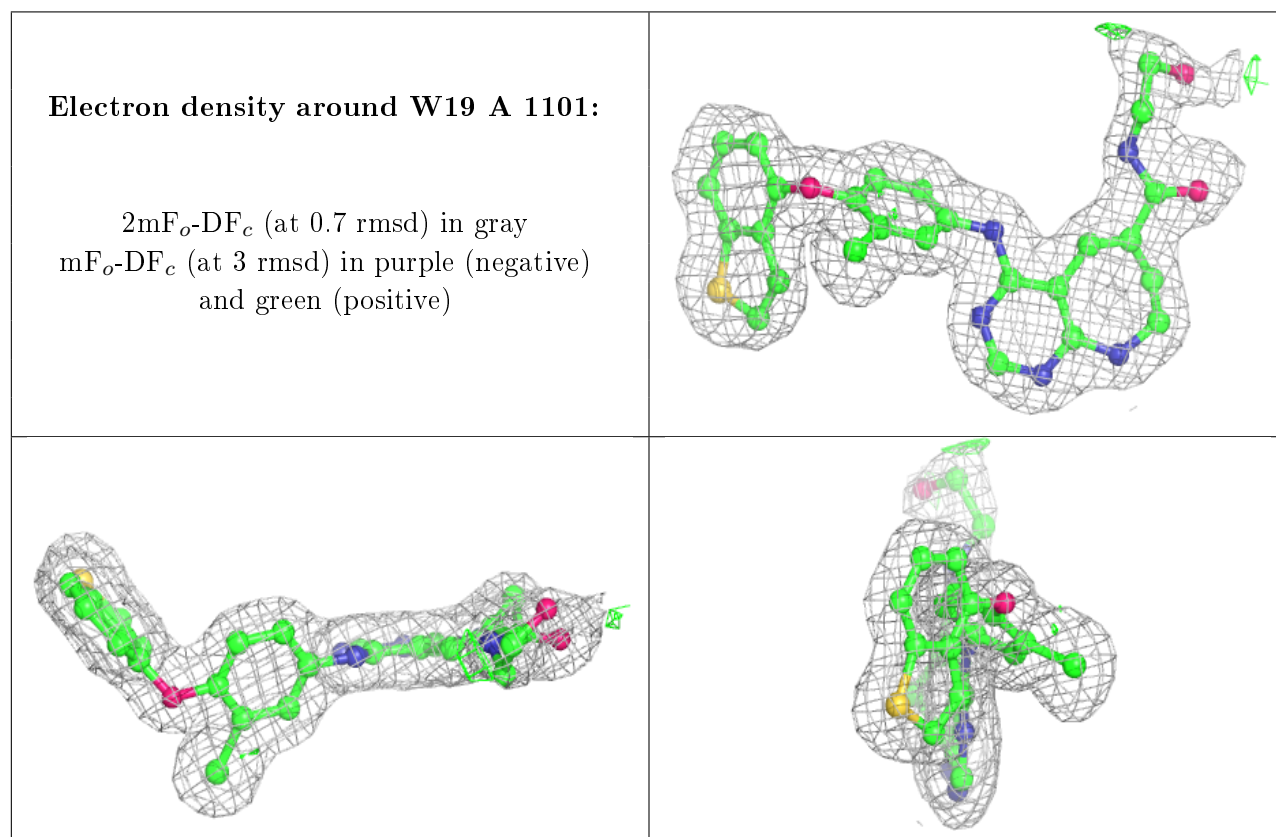 Electron density around W19 A 1101:
2mFo-DFc (at 0.7 rmsd) in gray
mFo-DFc (at 3 rmsd) in purple (negative)
and green (positive)